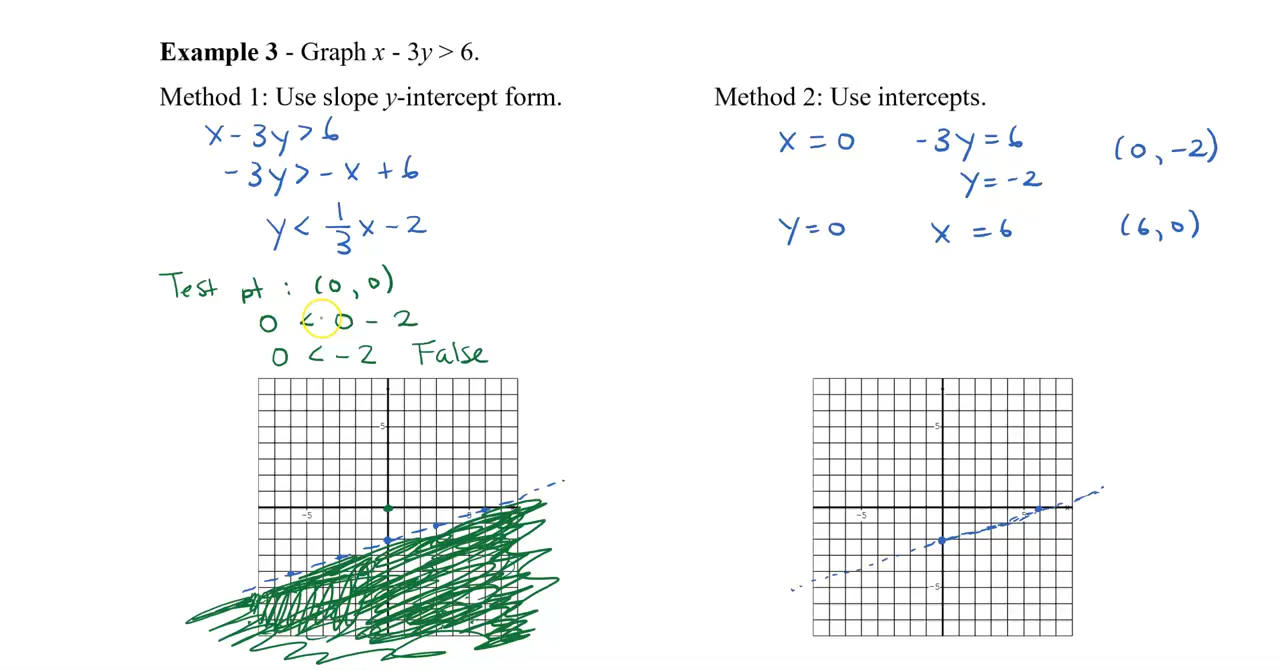 Example 3 - Graph x - 3y > 6.
Method 1: Use slope y-intercept form.
x - 3y > 6
-3y > -x + 6
y < 1/3 x - 2
Test pt : (0, 0)
0 < 0 - 2
0 < -2 False
-5
5
5
Method 2: Use intercepts.
x = 0 -3y = 6 (0, -2)
y = -2
y = 0 x = 6 (6, 0)
5
-5
5
x
-5